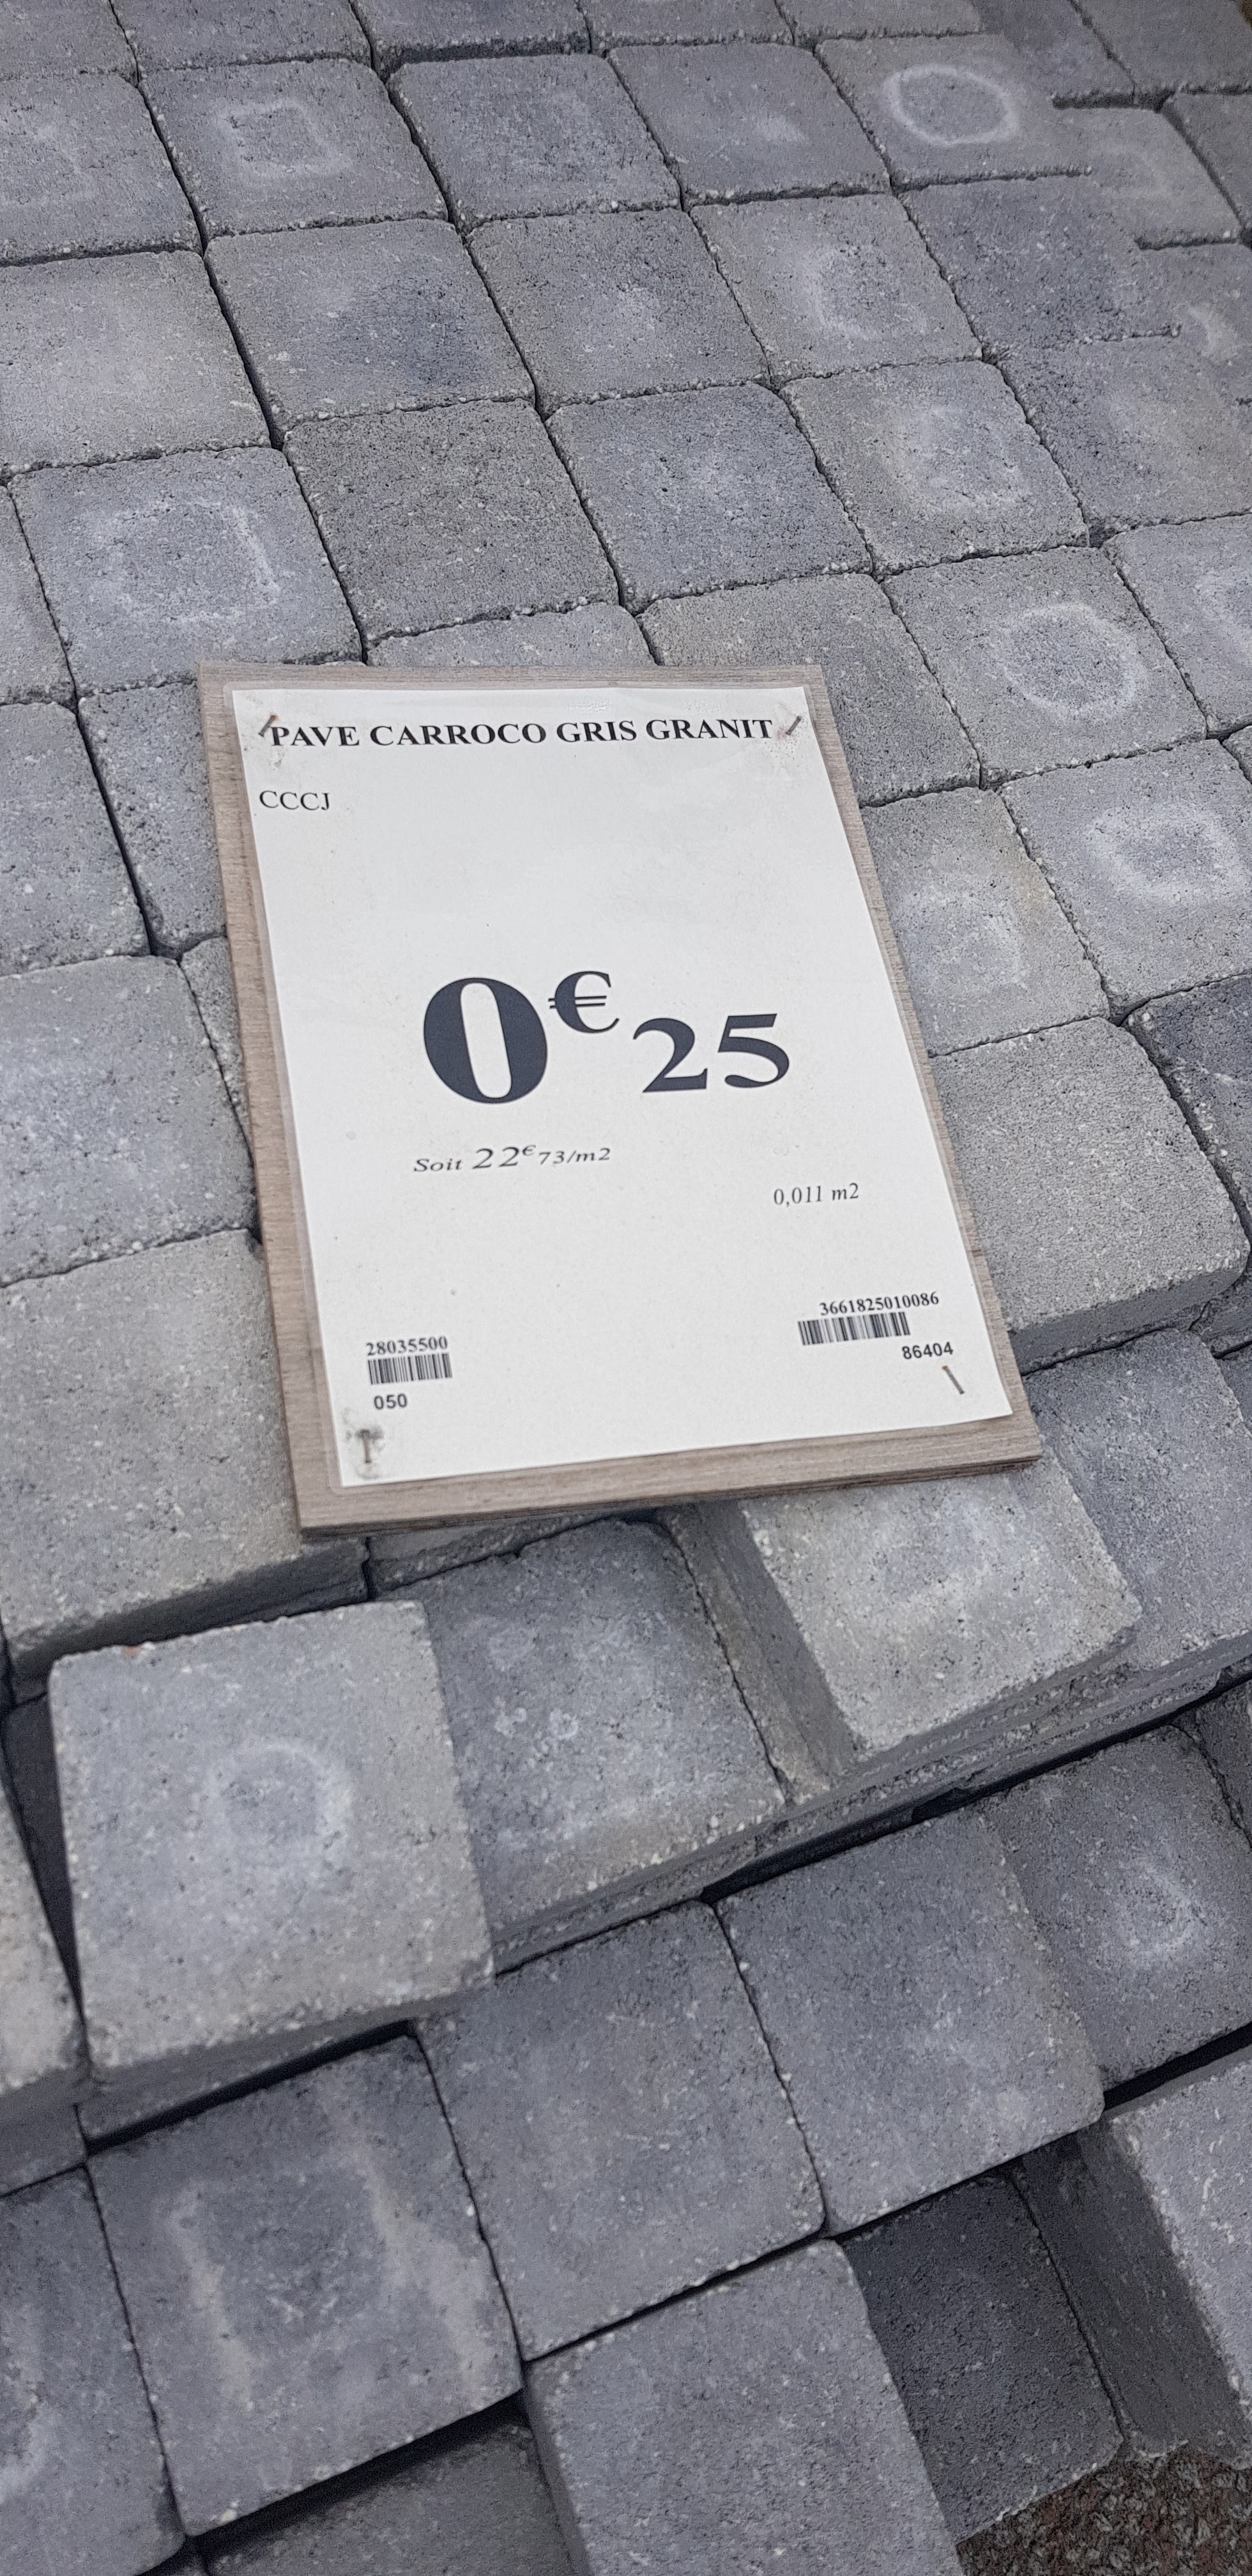 PAVE CARROCO GRIS GRANIT
CCCJ
0€25
Soit 22€73/m2
0,011 m2
28035500
050
3661825010086
86404